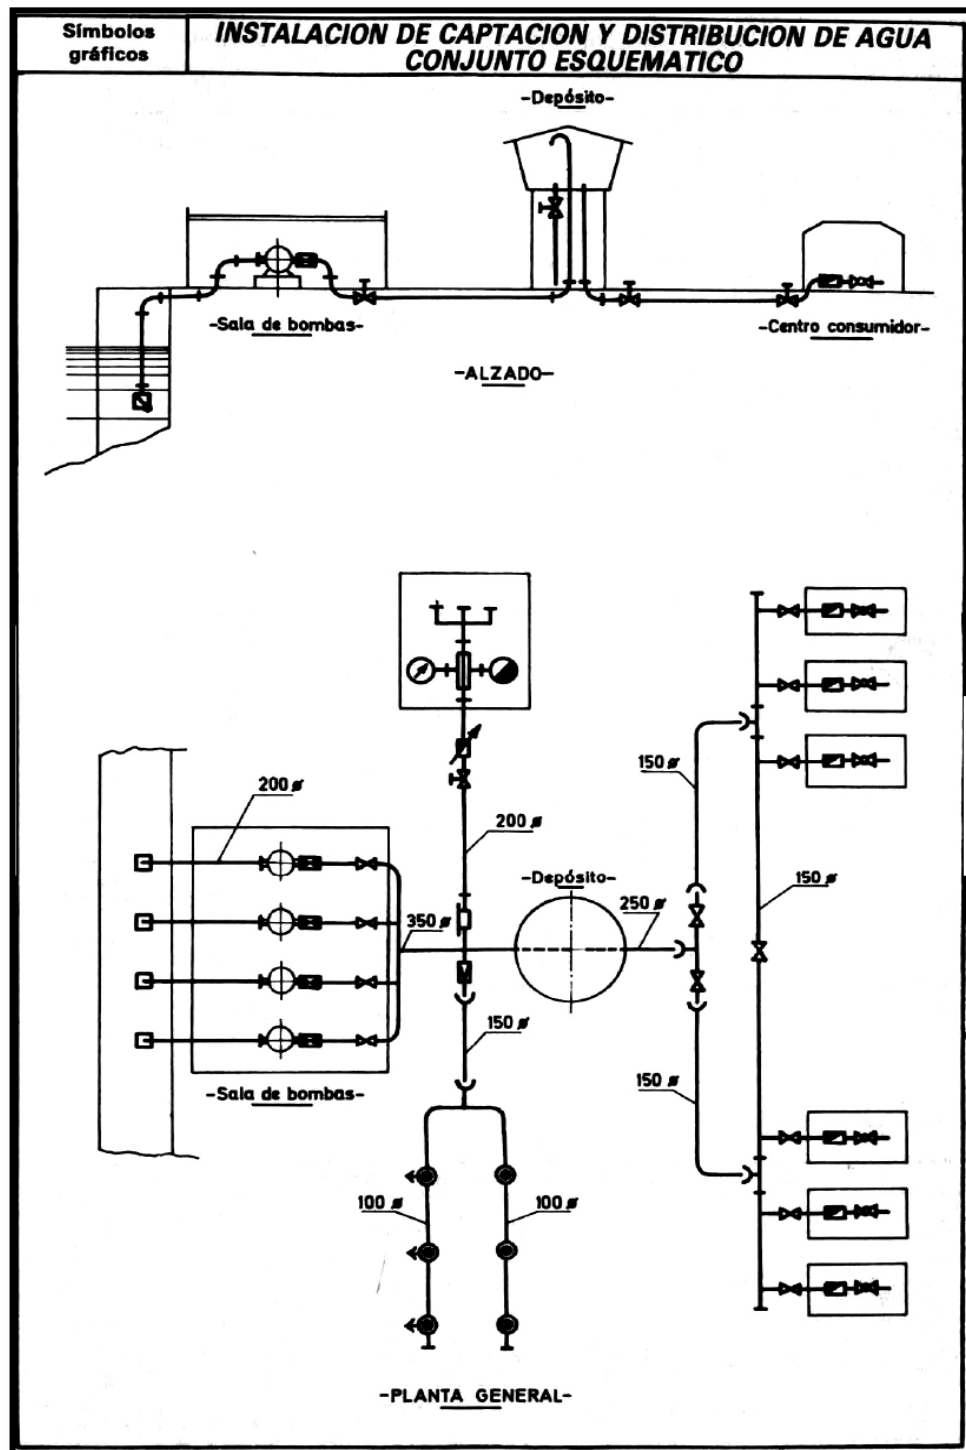 Símbolos
gráficos
INSTALACION DE CAPTACION Y DISTRIBUCION DE AGUA
CONJUNTO ESQUEMATICO
-Depósito-
-Sala de bombas-
-Centro consumidor-
-ALZADO-
200 ø
150 ø
200 ø
-Depósito-
150 ø
350 ø
250 ø
150 ø
150 ø
-Sala de bombas-
100 ø
100 ø
-PLANTA GENERAL-